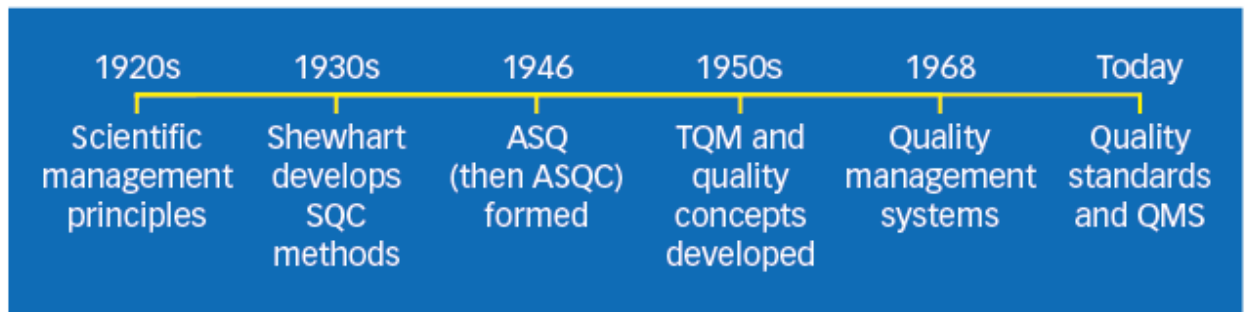 1920s
Scientific
management
principles
1930s
Shewhart
develops
SQC
methods
1946
ASQ
(then ASQC)
formed
1950s
TQM and
quality
concepts
developed
1968
Quality
management
systems
Today
Quality
standards
and QMS